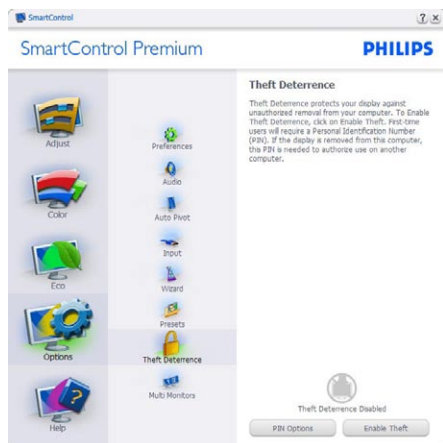 SmartControl
? x
SmartControl Premium
PHILIPS
Adjust
Color
Eco
Options
Help
Preferences
Audio
Auto Pivot
Input
Wizard
Presets
Theft Deterrence
Multi Monitors
Theft Deterrence
Theft Deterrence protects your display against
unauthorized removal from your computer. To Enable
Theft Deterrence, click on Enable Theft. First-time
users will require a Personal Identification Number
(PIN). If the display is removed from this computer,
this PIN is needed to authorize use on another
computer.
Theft Deterrence Disabled
PIN Options
Enable Theft